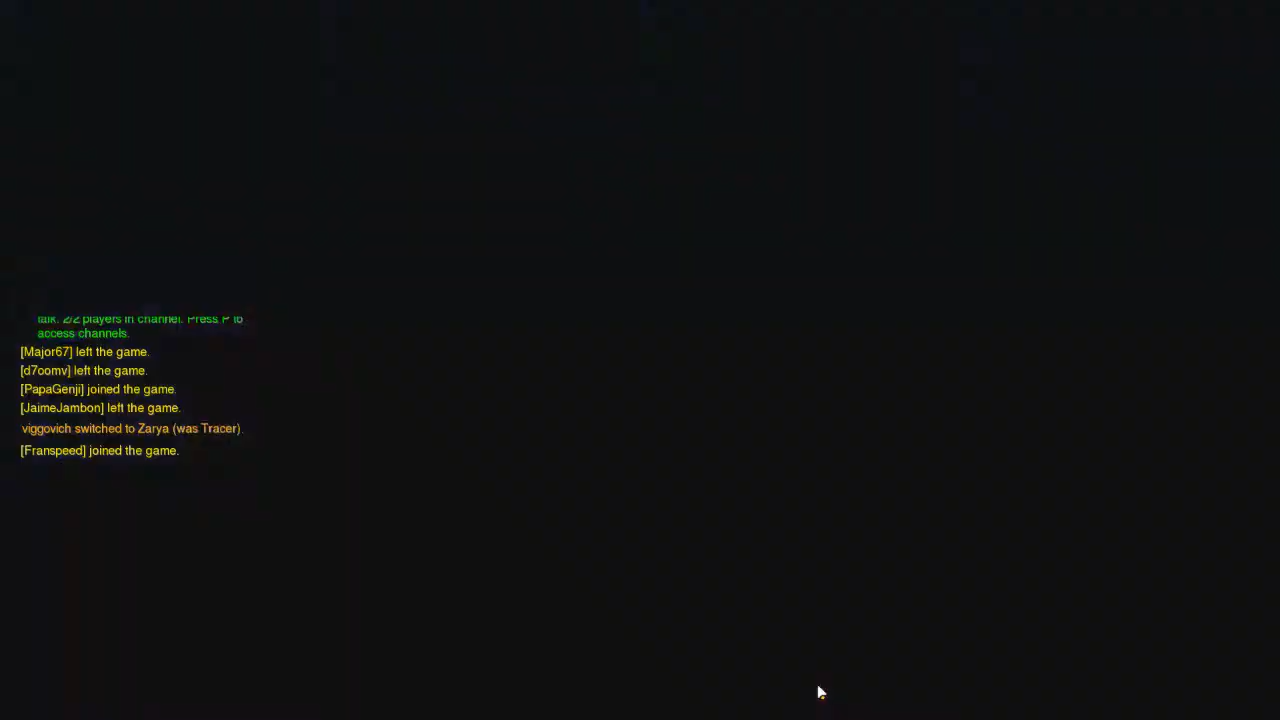 talk. 2/2 players in channel. Press P to
access channels.
[Major67] left the game.
[d7oomv] left the game.
[PapaGenji] joined the game.
[JaimeJambon] left the game.
viggovich switched to Zarya (was Tracer).
[Franspeed] joined the game.